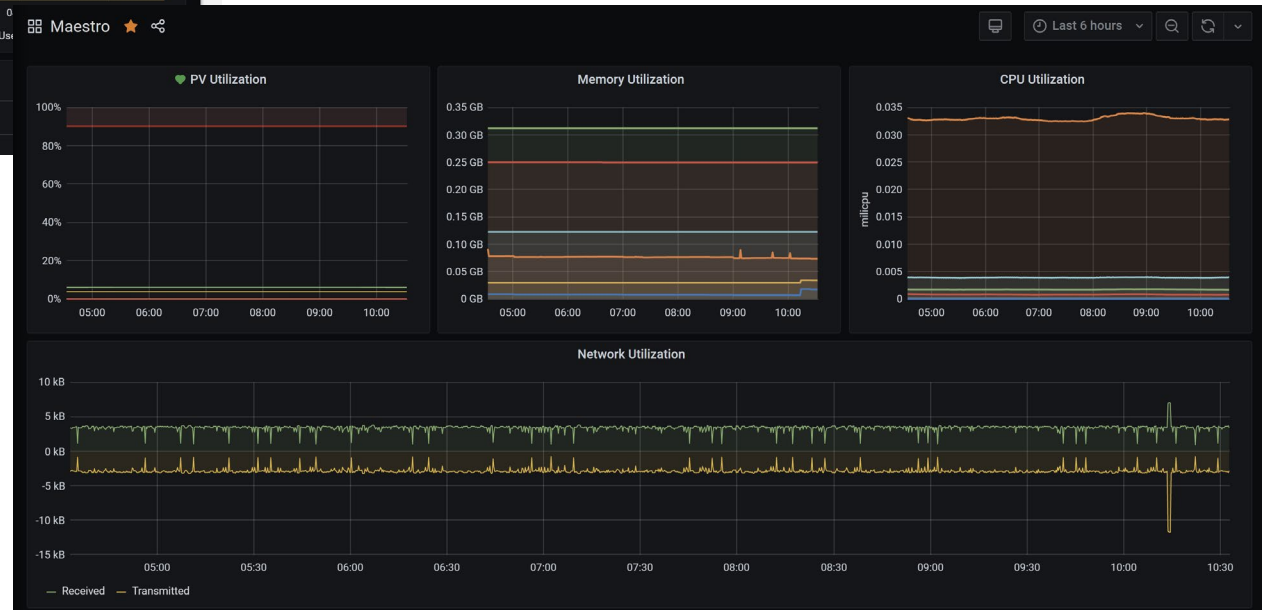 0
Use
Maestro
Last 6 hours
PV Utilization
100%
80%
60%
40%
20%
0%
05:00 06:00 07:00 08:00 09:00 10:00
Memory Utilization
0.35 GB
0.30 GB
0.25 GB
0.20 GB
0.15 GB
0.10 GB
0.05 GB
0 GB
05:00 06:00 07:00 08:00 09:00 10:00
CPU Utilization
milicpu
0.035
0.030
0.025
0.020
0.015
0.010
0.005
0
05:00 06:00 07:00 08:00 09:00 10:00
Network Utilization
10 kB
5 kB
0 kB
-5 kB
-10 kB
-15 kB
05:00 05:30 06:00 06:30 07:00 07:30 08:00 08:30 09:00 09:30 10:00 10:30
Received Transmitted